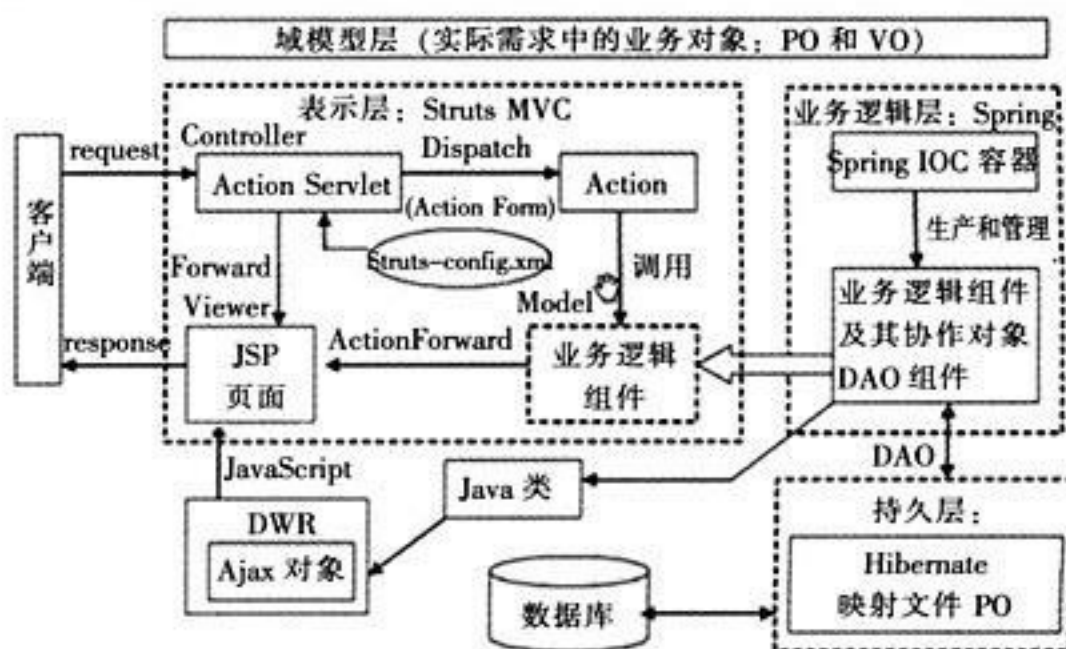 域模型层 (实际需求中的业务对象: PO 和 VO)
表示层: Struts MVC
业务逻辑层: Spring
客户端
request
Controller
Action Servlet
Dispatch
(Action Form)
Action
Spring IOC 容器
生产和管理
Struts-config.xml
Forward
调用
Model
Viewer
response
JSP
页面
ActionForward
业务逻辑
组件
业务逻辑组件
及其协作对象
DAO 组件
JavaScript
Java 类
DAO
DWR
Ajax 对象
持久层:
Hibernate
映射文件 PO
数据库